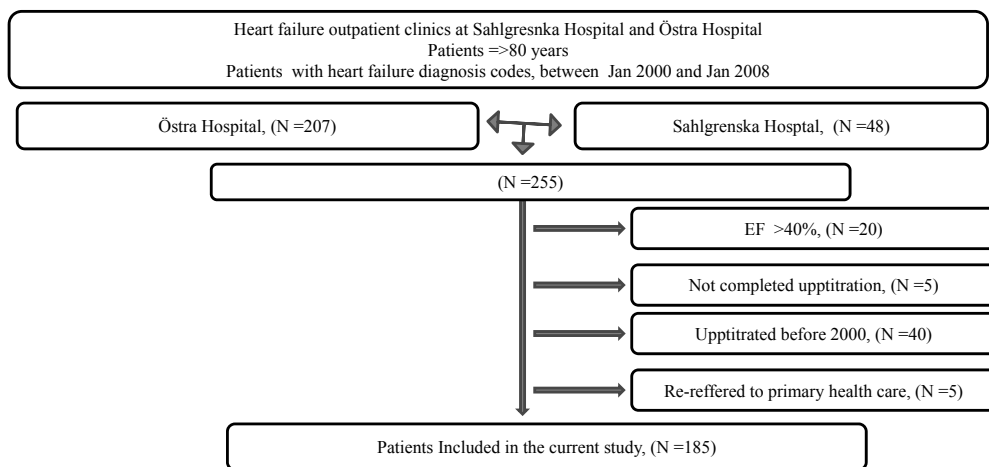 Heart failure outpatient clinics at Sahlgresnka Hospital and Östra Hospital
Patients =>80 years
Patients with heart failure diagnosis codes, between Jan 2000 and Jan 2008
Östra Hospital, (N =207)
Sahlgrenska Hosptal, (N =48)
(N =255)
EF >40%, (N =20)
Not completed upptitration, (N =5)
Upptitrated before 2000, (N =40)
Re-reffered to primary health care, (N =5)
Patients Included in the current study, (N =185)